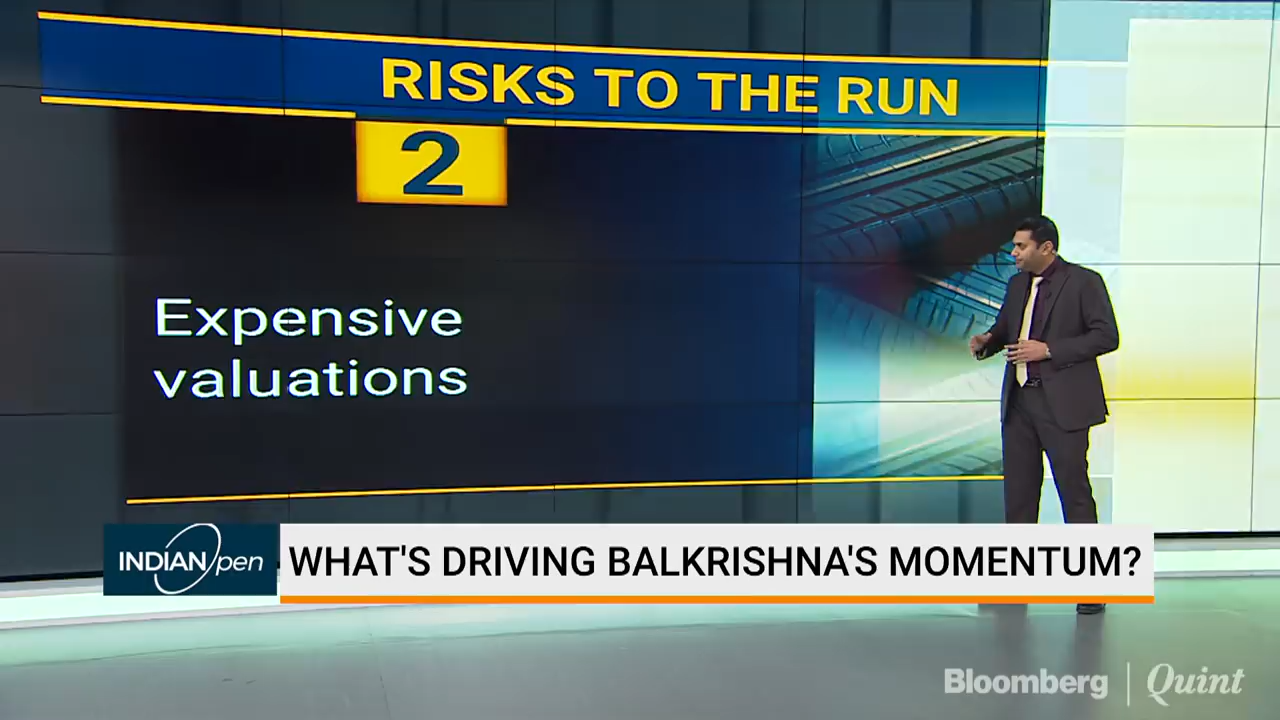 RISKS TO THE RUN
2
Expensive
valuations
INDIAN Open
WHAT'S DRIVING BALKRISHNA'S MOMENTUM?
Bloomberg | Quint